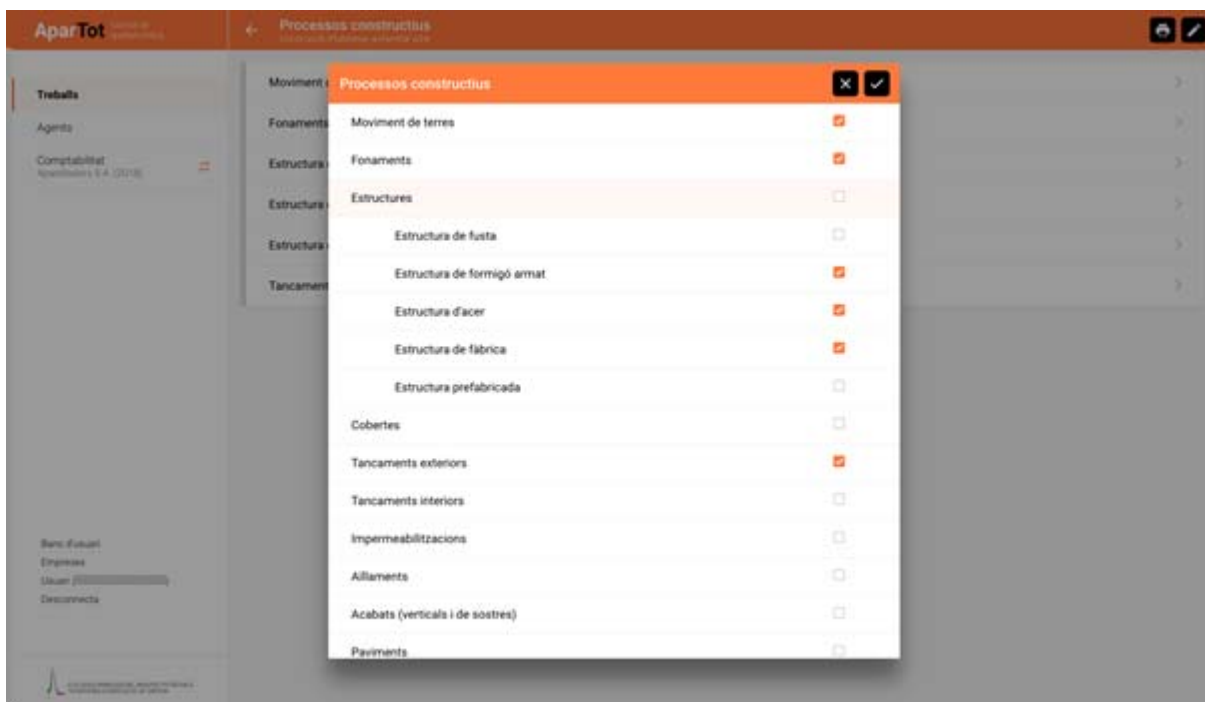 AparTot
Processos constructius
Treballs
Agents
Comptabilitat
Moviment
Fonaments
Estructura
Estructura
Estructura
Tancament
Processos constructius
Moviment de terres
Fonaments
Estructures
Estructura de fusta
Estructura de formigó armat
Estructura d'acer
Estructura de fàbrica
Estructura prefabricada
Cobertes
Tancaments exteriors
Tancaments interiors
Impermeabilitzacions
Aïllaments
Acabats (verticals i de sostres)
Paviments
Banc d'usuari
Empreses
Usuari
Desconnecta